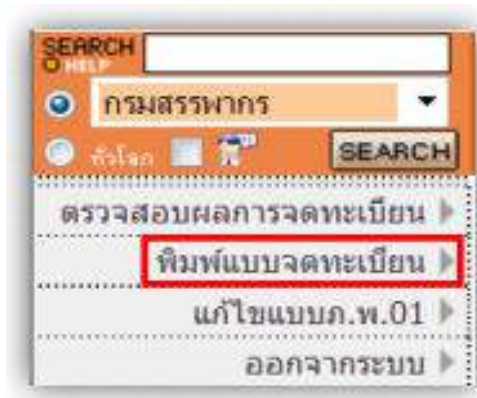 SEARCH
HELP
กรมสรรพากร
ทั่วโลก SEARCH
ตรวจสอบผลการจดทะเบียน
พิมพ์แบบจดทะเบียน
แก้ไขแบบภ.พ.01
ออกจากระบบ